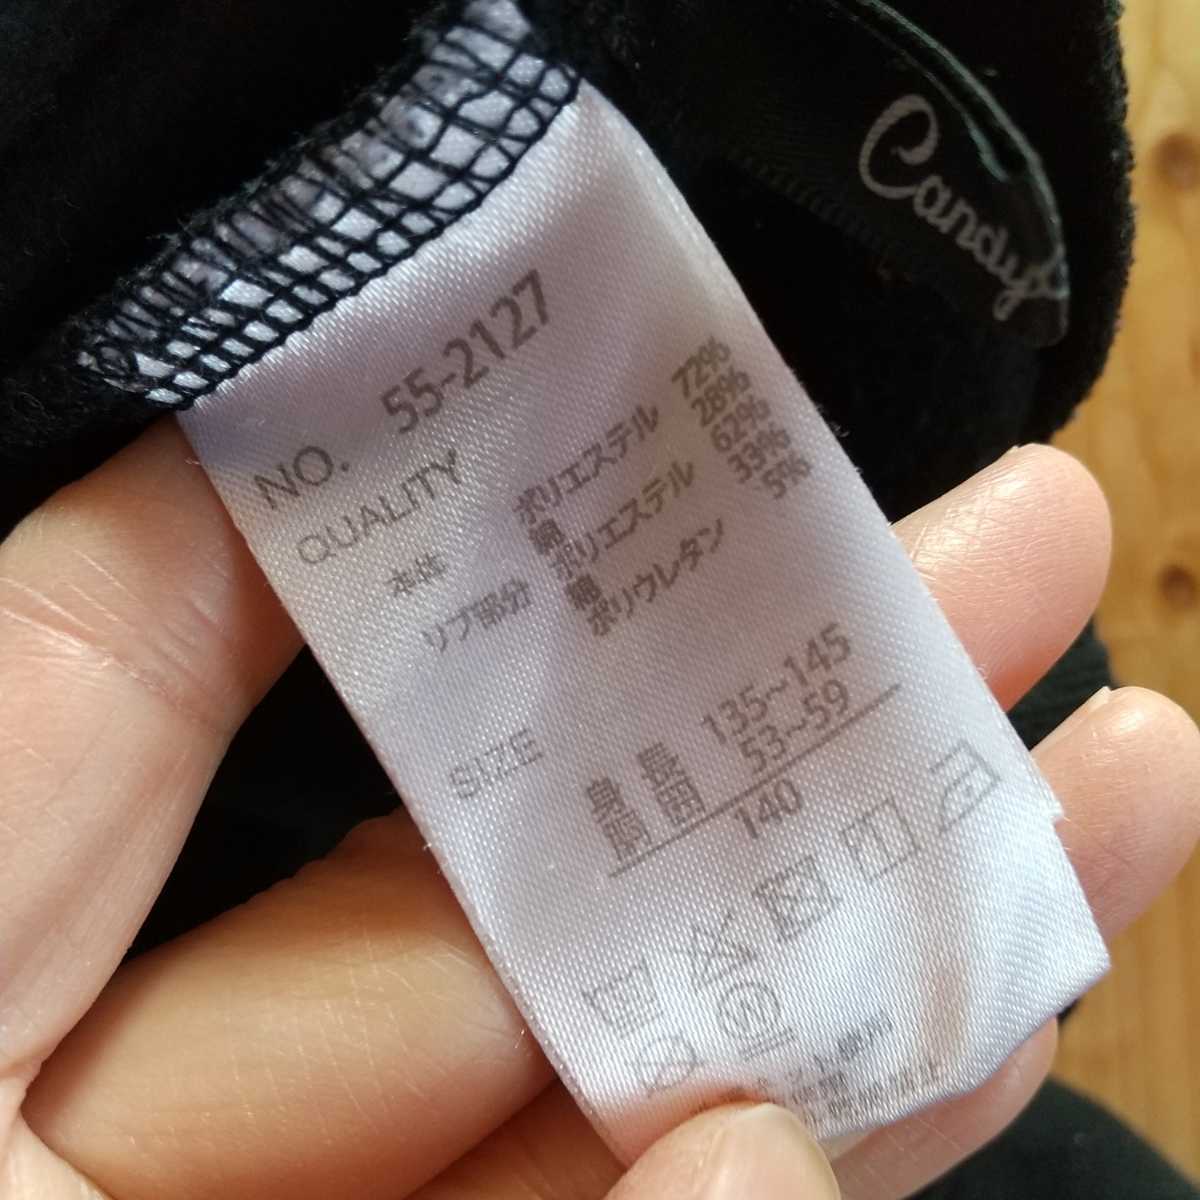 Candy
NO. 55-2127
QUALITY
本体 ポリエステル 72%
綿 28%
リブ部分 ポリエステル 62%
綿 33%
ポリウレタン 5%
SIZE
身長 135~145
胸囲 53~59
140